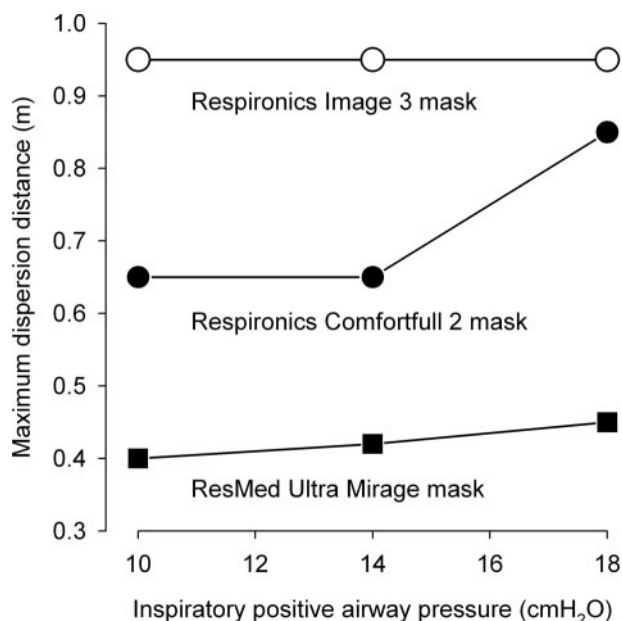 1.0
0.9
0.8
0.7
0.6
0.5
0.4
0.3
Maximum dispersion distance (m)
Respironics Image 3 mask
Respironics Comfortfull 2 mask
ResMed Ultra Mirage mask
10 12 14 16 18
Inspiratory positive airway pressure (cmH₂O)